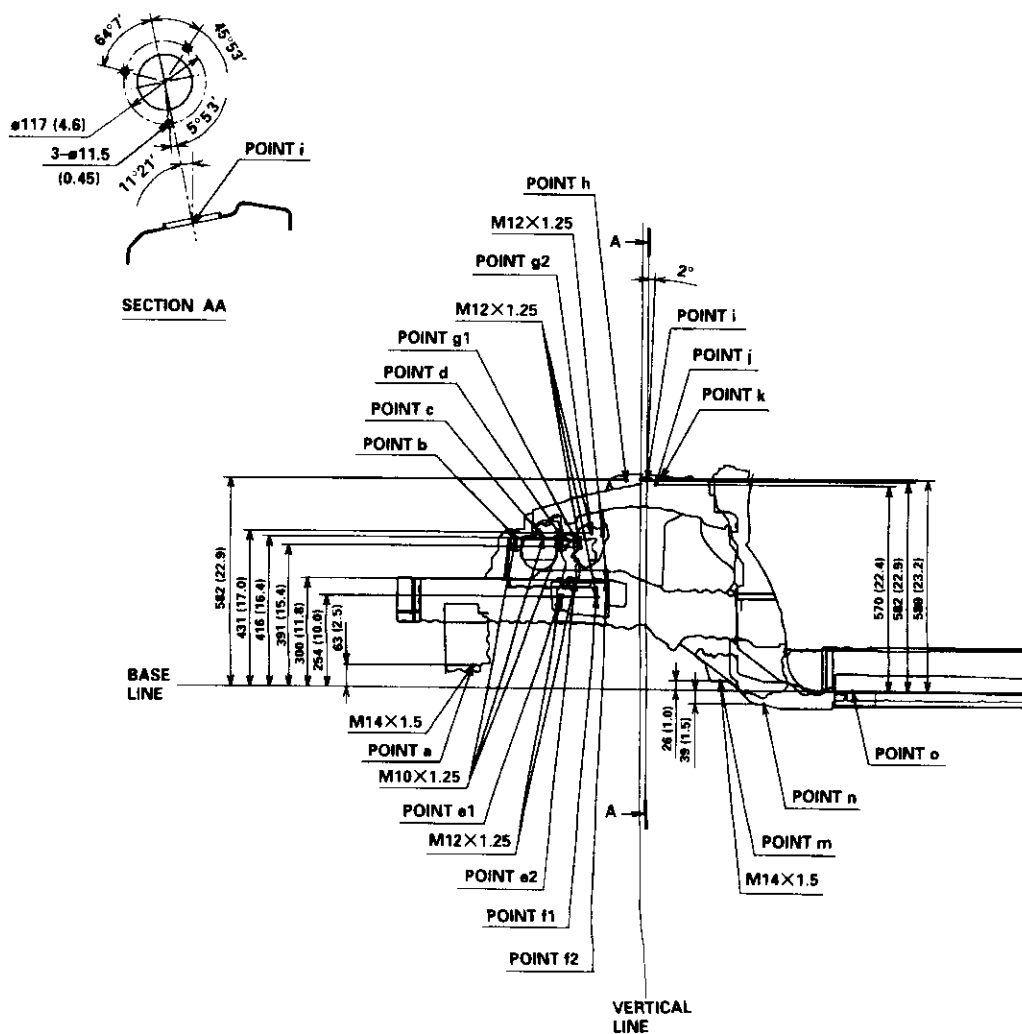 64°7′
45°53′
ø117 (4.6)
5°53′
3–ø11.5
(0.45)
11°21′
POINT i
SECTION AA
POINT h
M12×1.25
A
POINT g2
2°
M12×1.25
POINT i
POINT g1
POINT j
POINT d
POINT k
POINT c
POINT b
582 (22.9)
431 (17.0)
416 (16.4)
391 (15.4)
300 (11.8)
254 (10.0)
63 (2.5)
570 (22.4)
582 (22.9)
589 (23.2)
BASE
LINE
26 (1.0)
39 (1.5)
M14×1.5
POINT a
POINT o
M10×1.25
POINT n
POINT e1
A
M12×1.25
POINT m
POINT e2
M14×1.5
POINT f1
POINT f2
VERTICAL
LINE